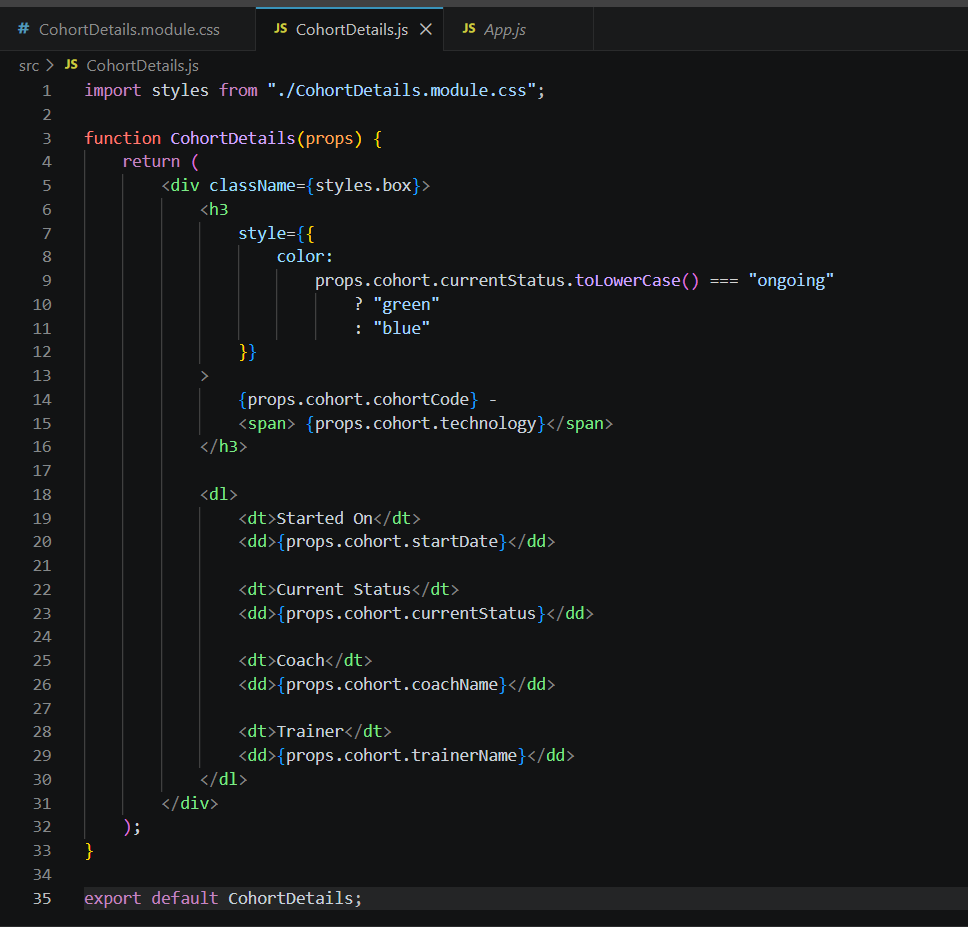 # CohortDetails.module.css JS CohortDetails.js × JS App.js
src > JS CohortDetails.js
1 import styles from "./CohortDetails.module.css";
2
3 function CohortDetails(props) {
4     return (
5         <div className={styles.box}>
6             <h3
7                 style={{
8                     color:
9                         props.cohort.currentStatus.toLowerCase() === "ongoing"
10                             ? "green"
11                             : "blue"
12                 }}
13             >
14                 {props.cohort.cohortCode} -
15                 <span> {props.cohort.technology}</span>
16             </h3>
17
18             <dl>
19                 <dt>Started On</dt>
20                 <dd>{props.cohort.startDate}</dd>
21
22                 <dt>Current Status</dt>
23                 <dd>{props.cohort.currentStatus}</dd>
24
25                 <dt>Coach</dt>
26                 <dd>{props.cohort.coachName}</dd>
27
28                 <dt>Trainer</dt>
29                 <dd>{props.cohort.trainerName}</dd>
30             </dl>
31         </div>
32     );
33 }
34
35 export default CohortDetails;